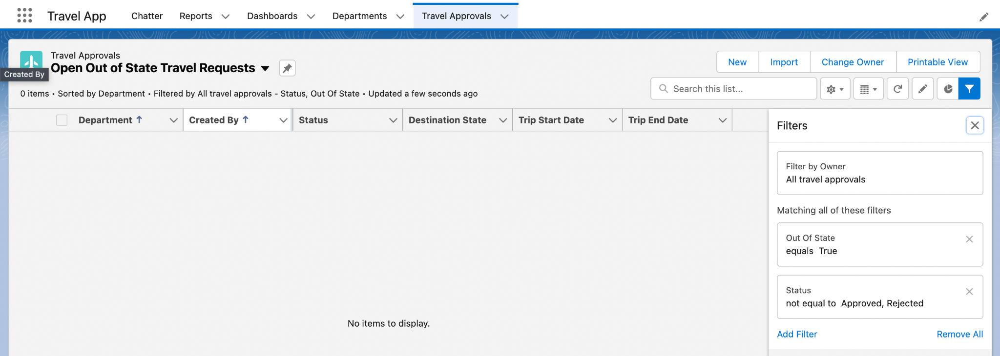 Travel App Chatter Reports Dashboards Departments Travel Approvals
Travel Approvals
Open Out of State Travel Requests
Created By
New Import Change Owner Printable View
0 items • Sorted by Department • Filtered by All travel approvals - Status, Out Of State • Updated a few seconds ago
Search this list...
Department Created By Status Destination State Trip Start Date Trip End Date
No items to display.
Filters
Filter by Owner
All travel approvals
Matching all of these filters
Out Of State
equals True
Status
not equal to Approved, Rejected
Add Filter Remove All